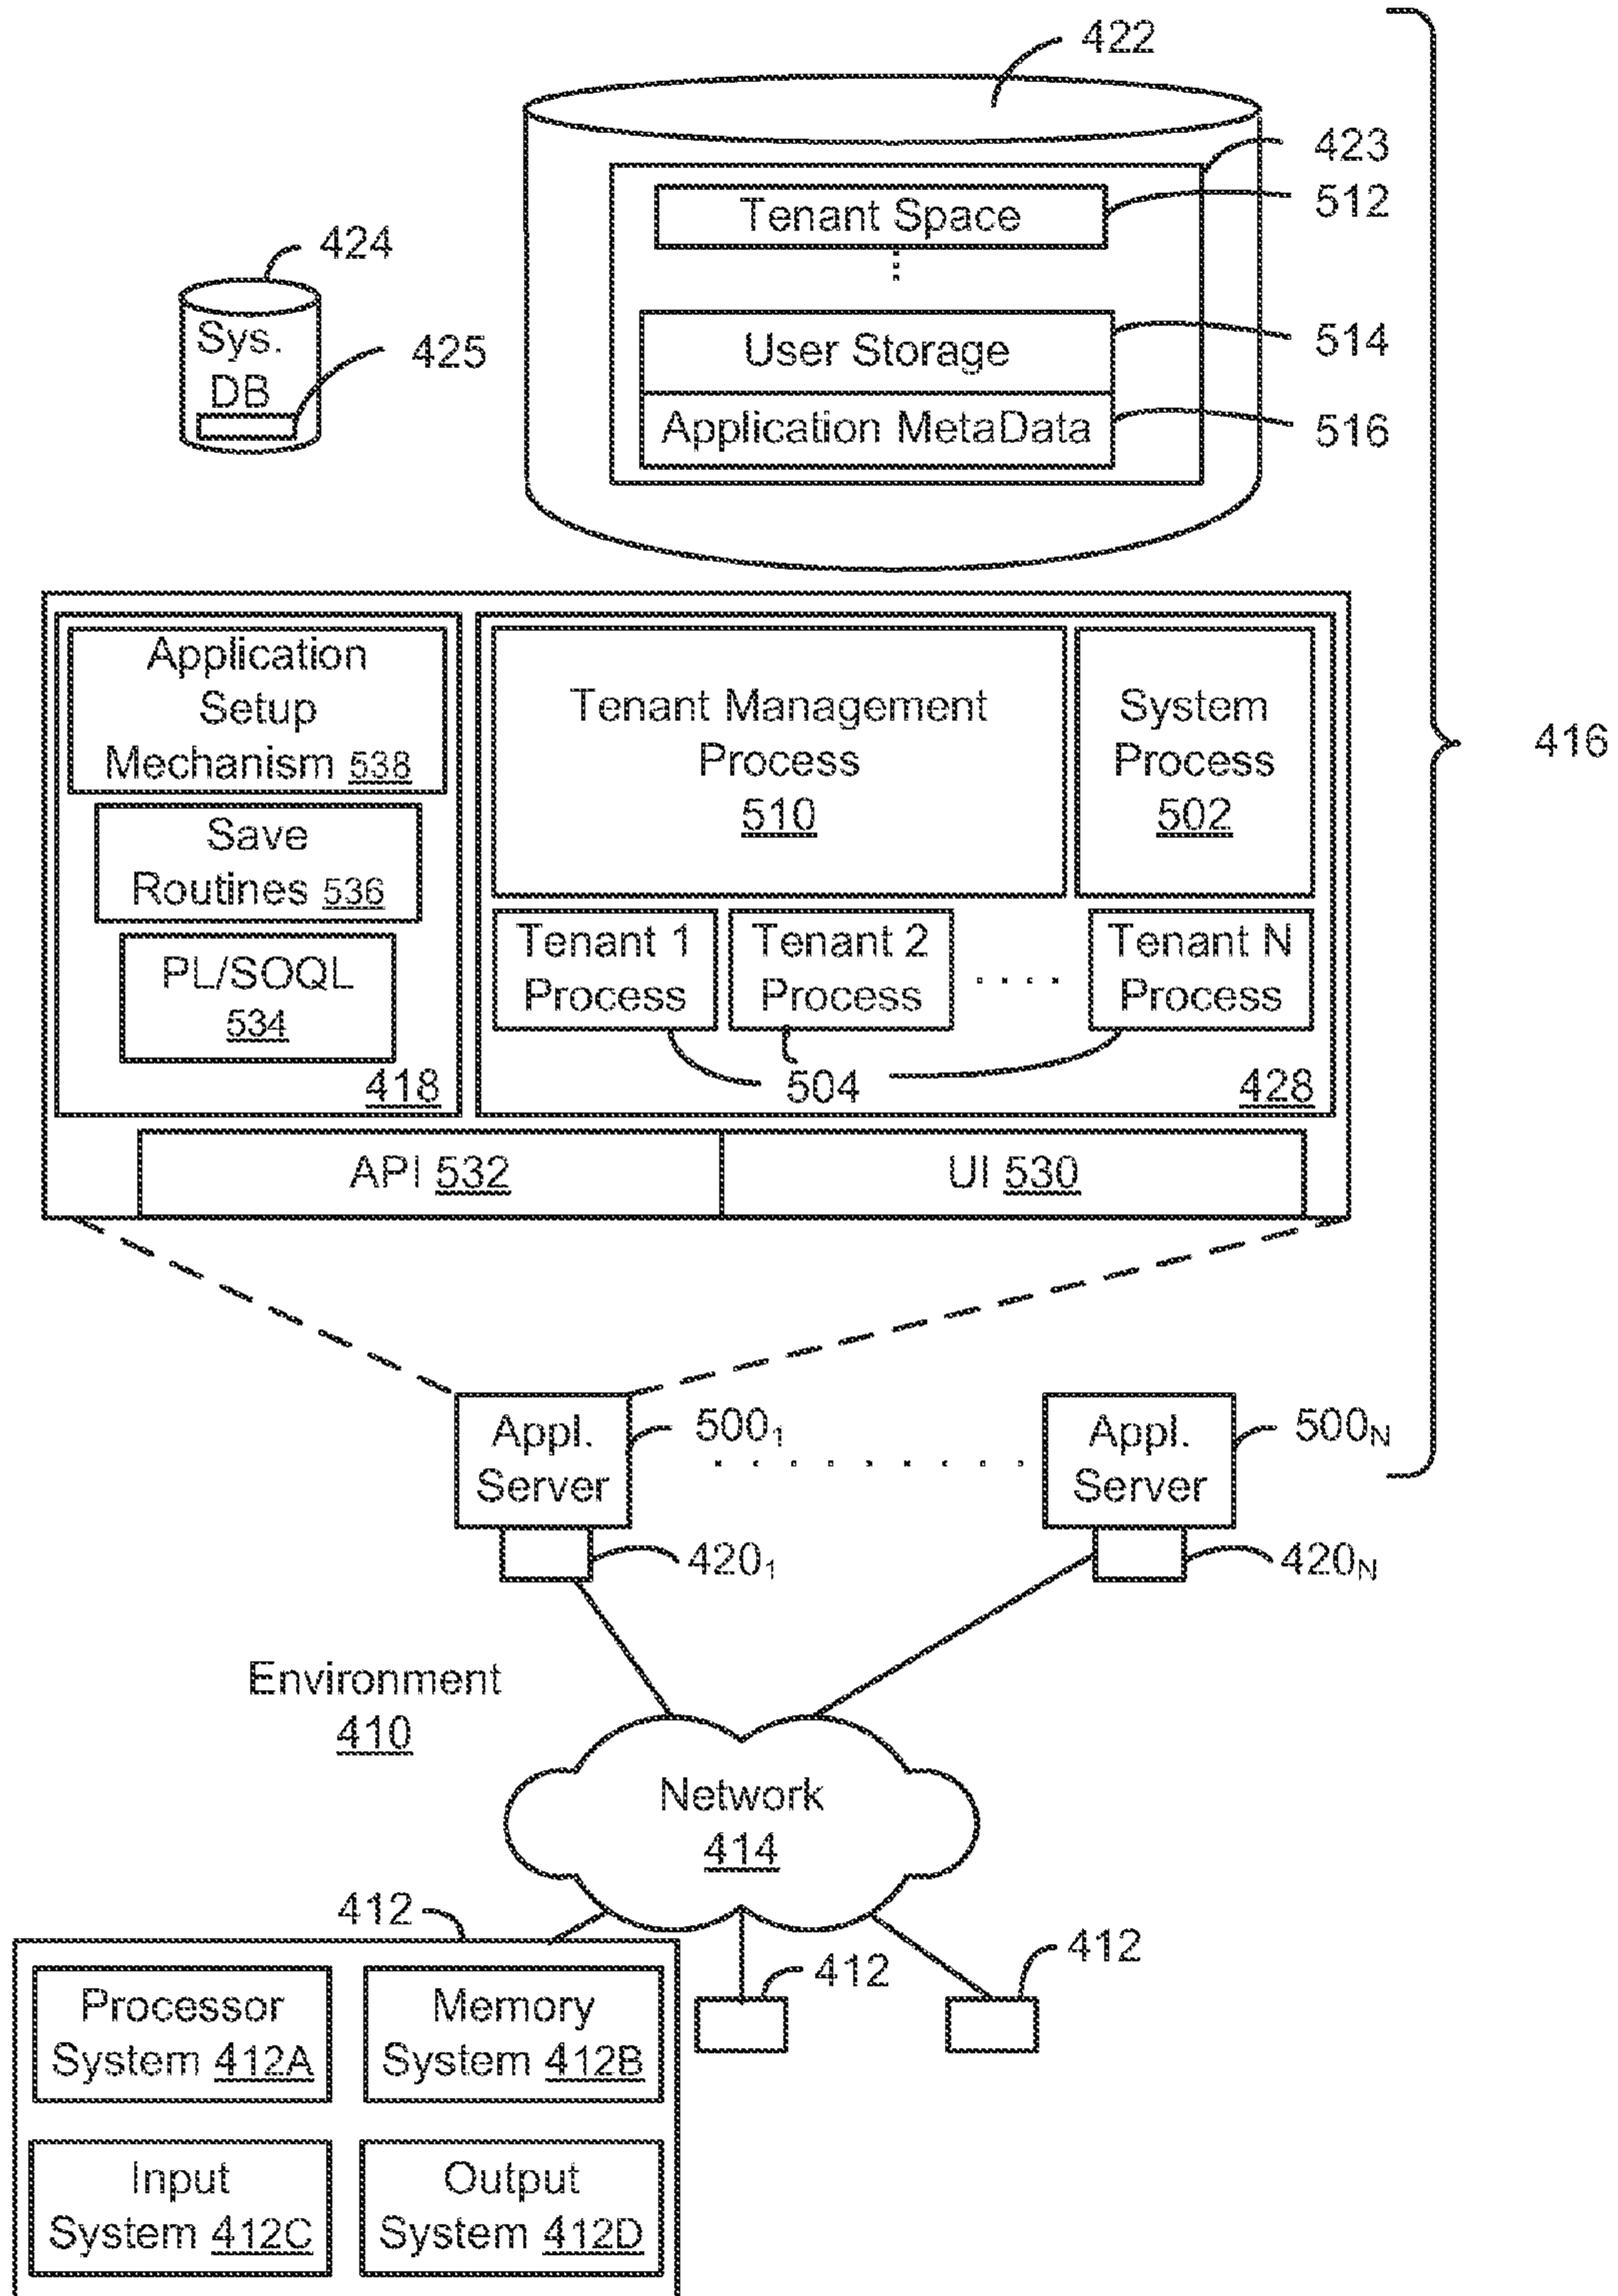 422
423
Tenant Space
512
424
Sys.
DB
425
User Storage
514
Application MetaData
516
Application
Setup
Mechanism 538
Tenant Management
Process
510
System
Process
502
416
Save
Routines 536
Tenant 1
Process
Tenant 2
Process
Tenant N
Process
PL/SOQL
534
418
504
428
API 532
UI 530
Appl.
Server
500₁
Appl.
Server
500N
420₁
420N
Environment
410
Network
414
412
412
412
Processor
System 412A
Memory
System 412B
Input
System 412C
Output
System 412D